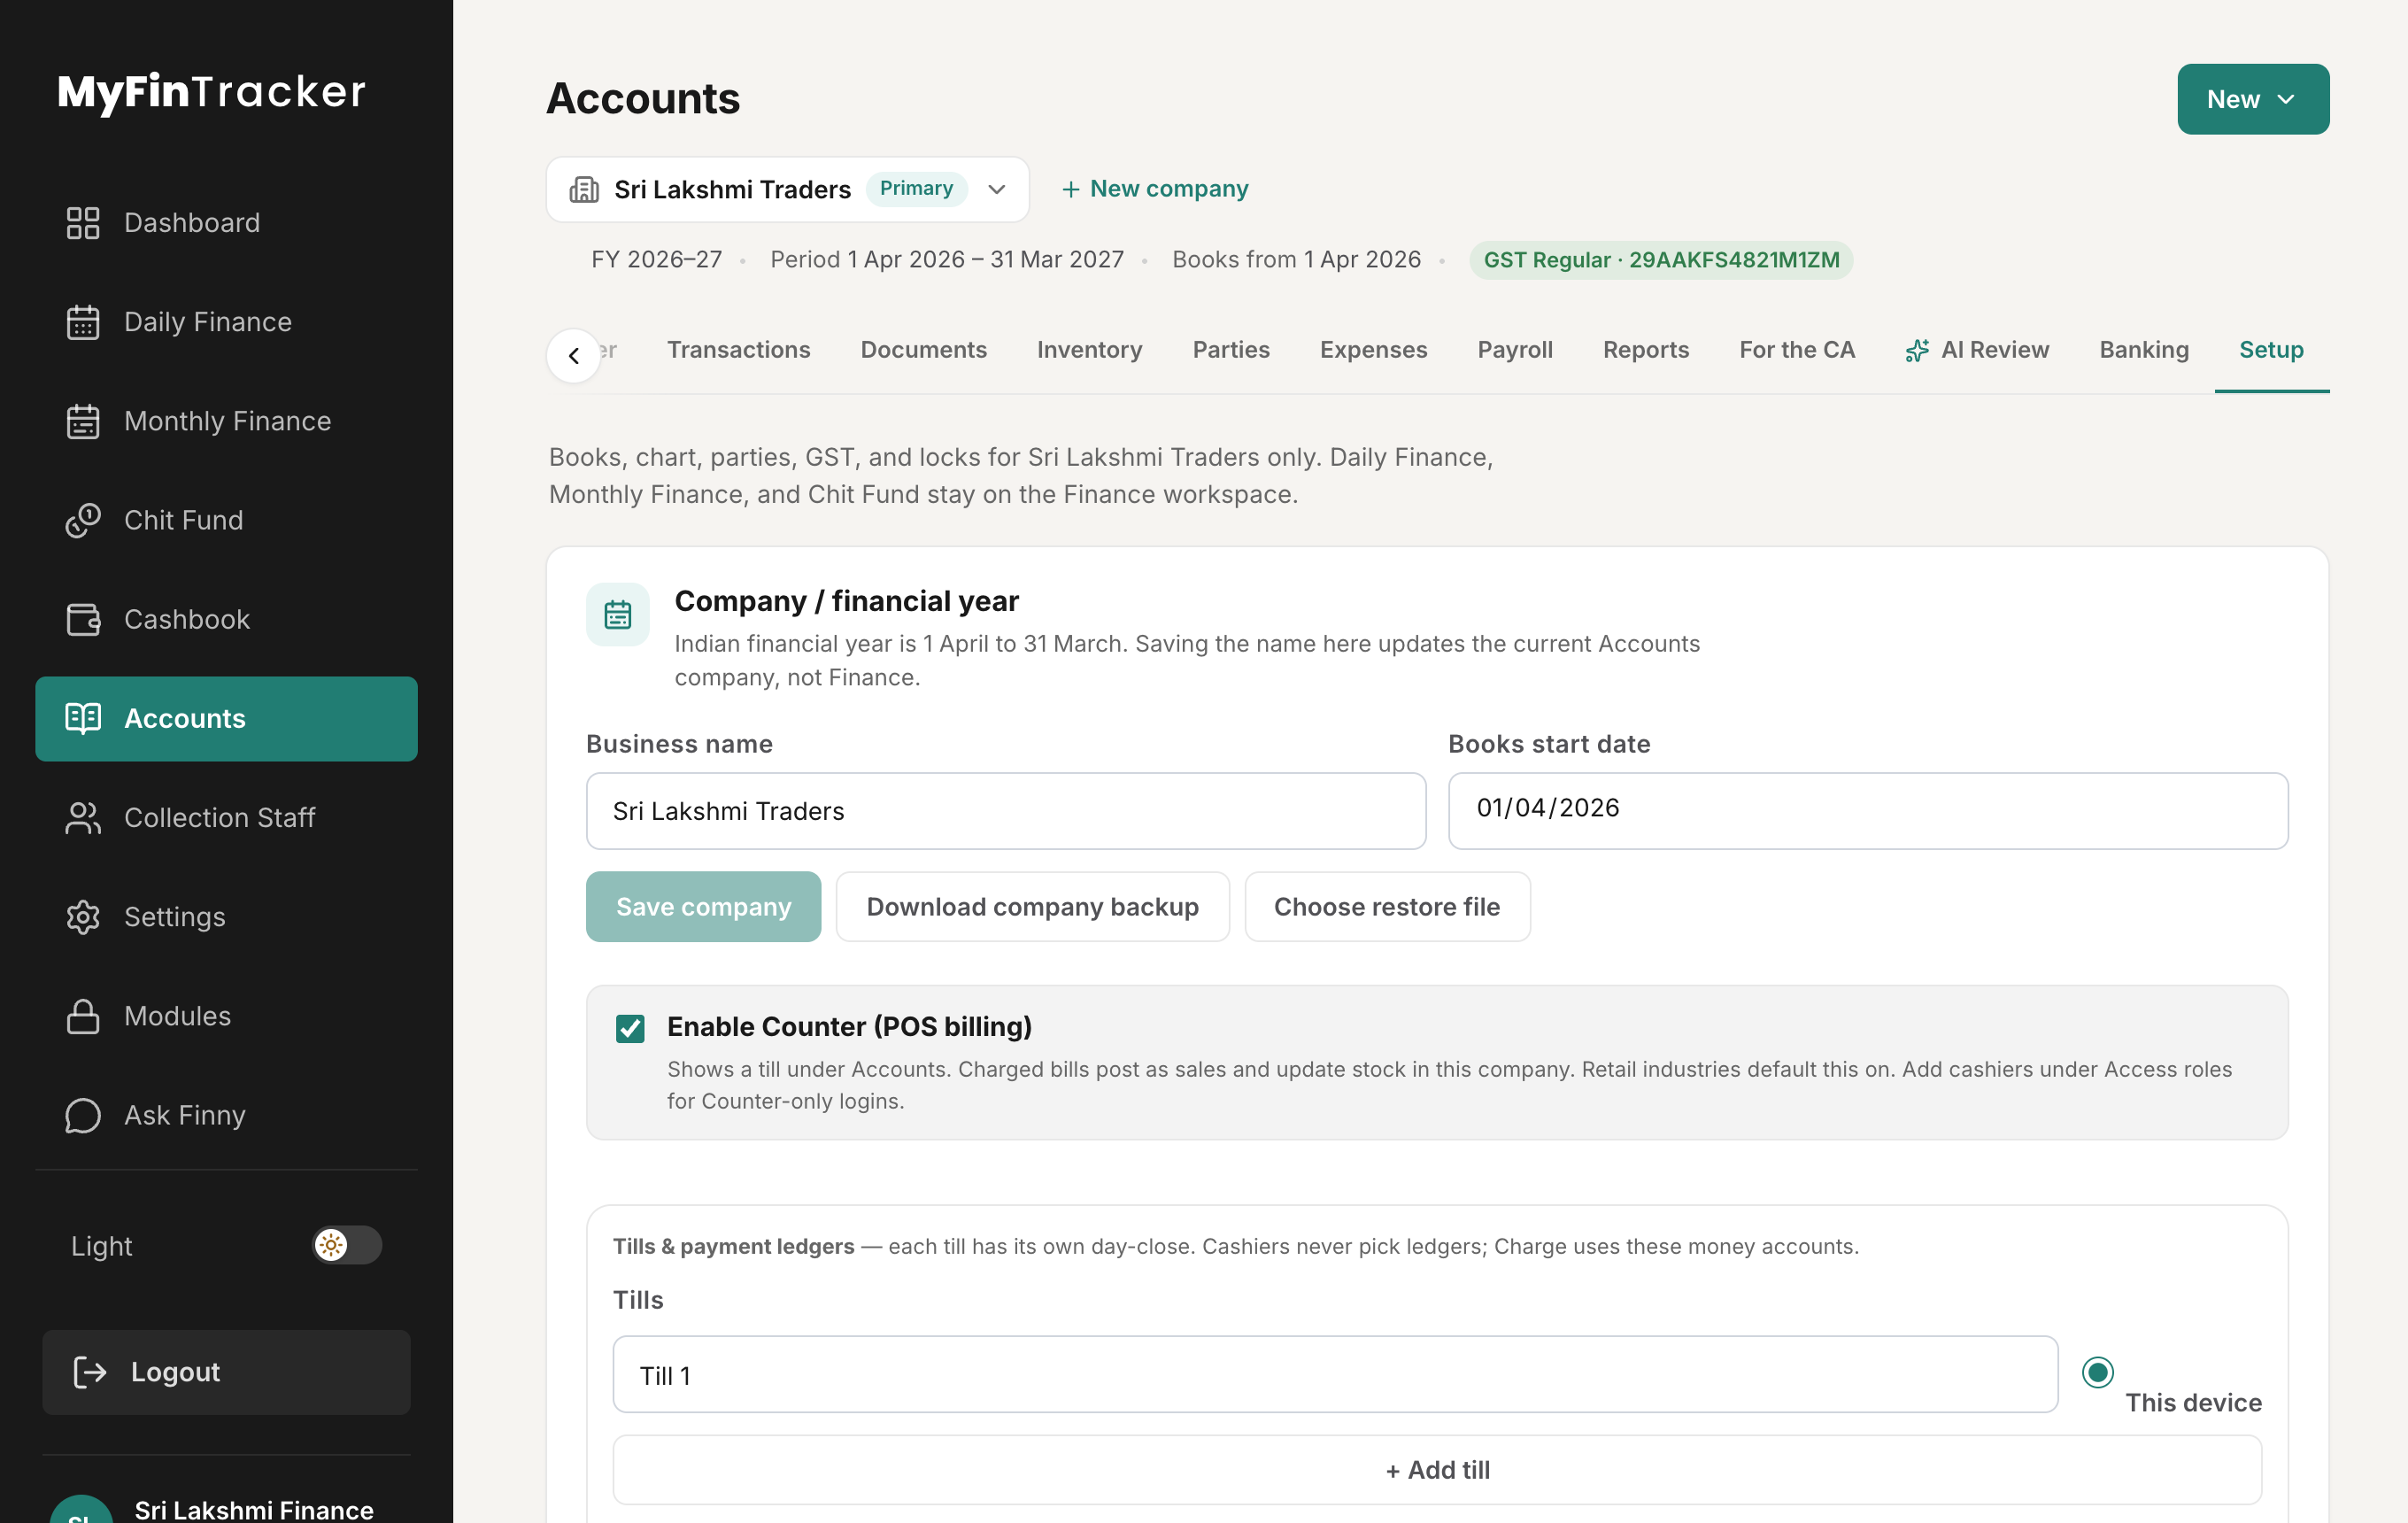 MyFinTracker
Dashboard
Daily Finance
Monthly Finance
Chit Fund
Cashbook
Accounts
Collection Staff
Settings
Modules
Ask Finny
Light
Logout
Sri Lakshmi Finance
Accounts
New
Sri Lakshmi Traders Primary
+ New company
FY 2026–27 • Period 1 Apr 2026 – 31 Mar 2027 • Books from 1 Apr 2026 • GST Regular · 29AAKFS4821M1ZM
Transactions Documents Inventory Parties Expenses Payroll Reports For the CA AI Review Banking Setup
Books, chart, parties, GST, and locks for Sri Lakshmi Traders only. Daily Finance,
Monthly Finance, and Chit Fund stay on the Finance workspace.
Company / financial year
Indian financial year is 1 April to 31 March. Saving the name here updates the current Accounts
company, not Finance.
Business name
Sri Lakshmi Traders
Books start date
01/04/2026
Save company Download company backup Choose restore file
Enable Counter (POS billing)
Shows a till under Accounts. Charged bills post as sales and update stock in this company. Retail industries default this on. Add cashiers under Access roles
for Counter-only logins.
Tills & payment ledgers — each till has its own day-close. Cashiers never pick ledgers; Charge uses these money accounts.
Tills
Till 1
This device
+ Add till